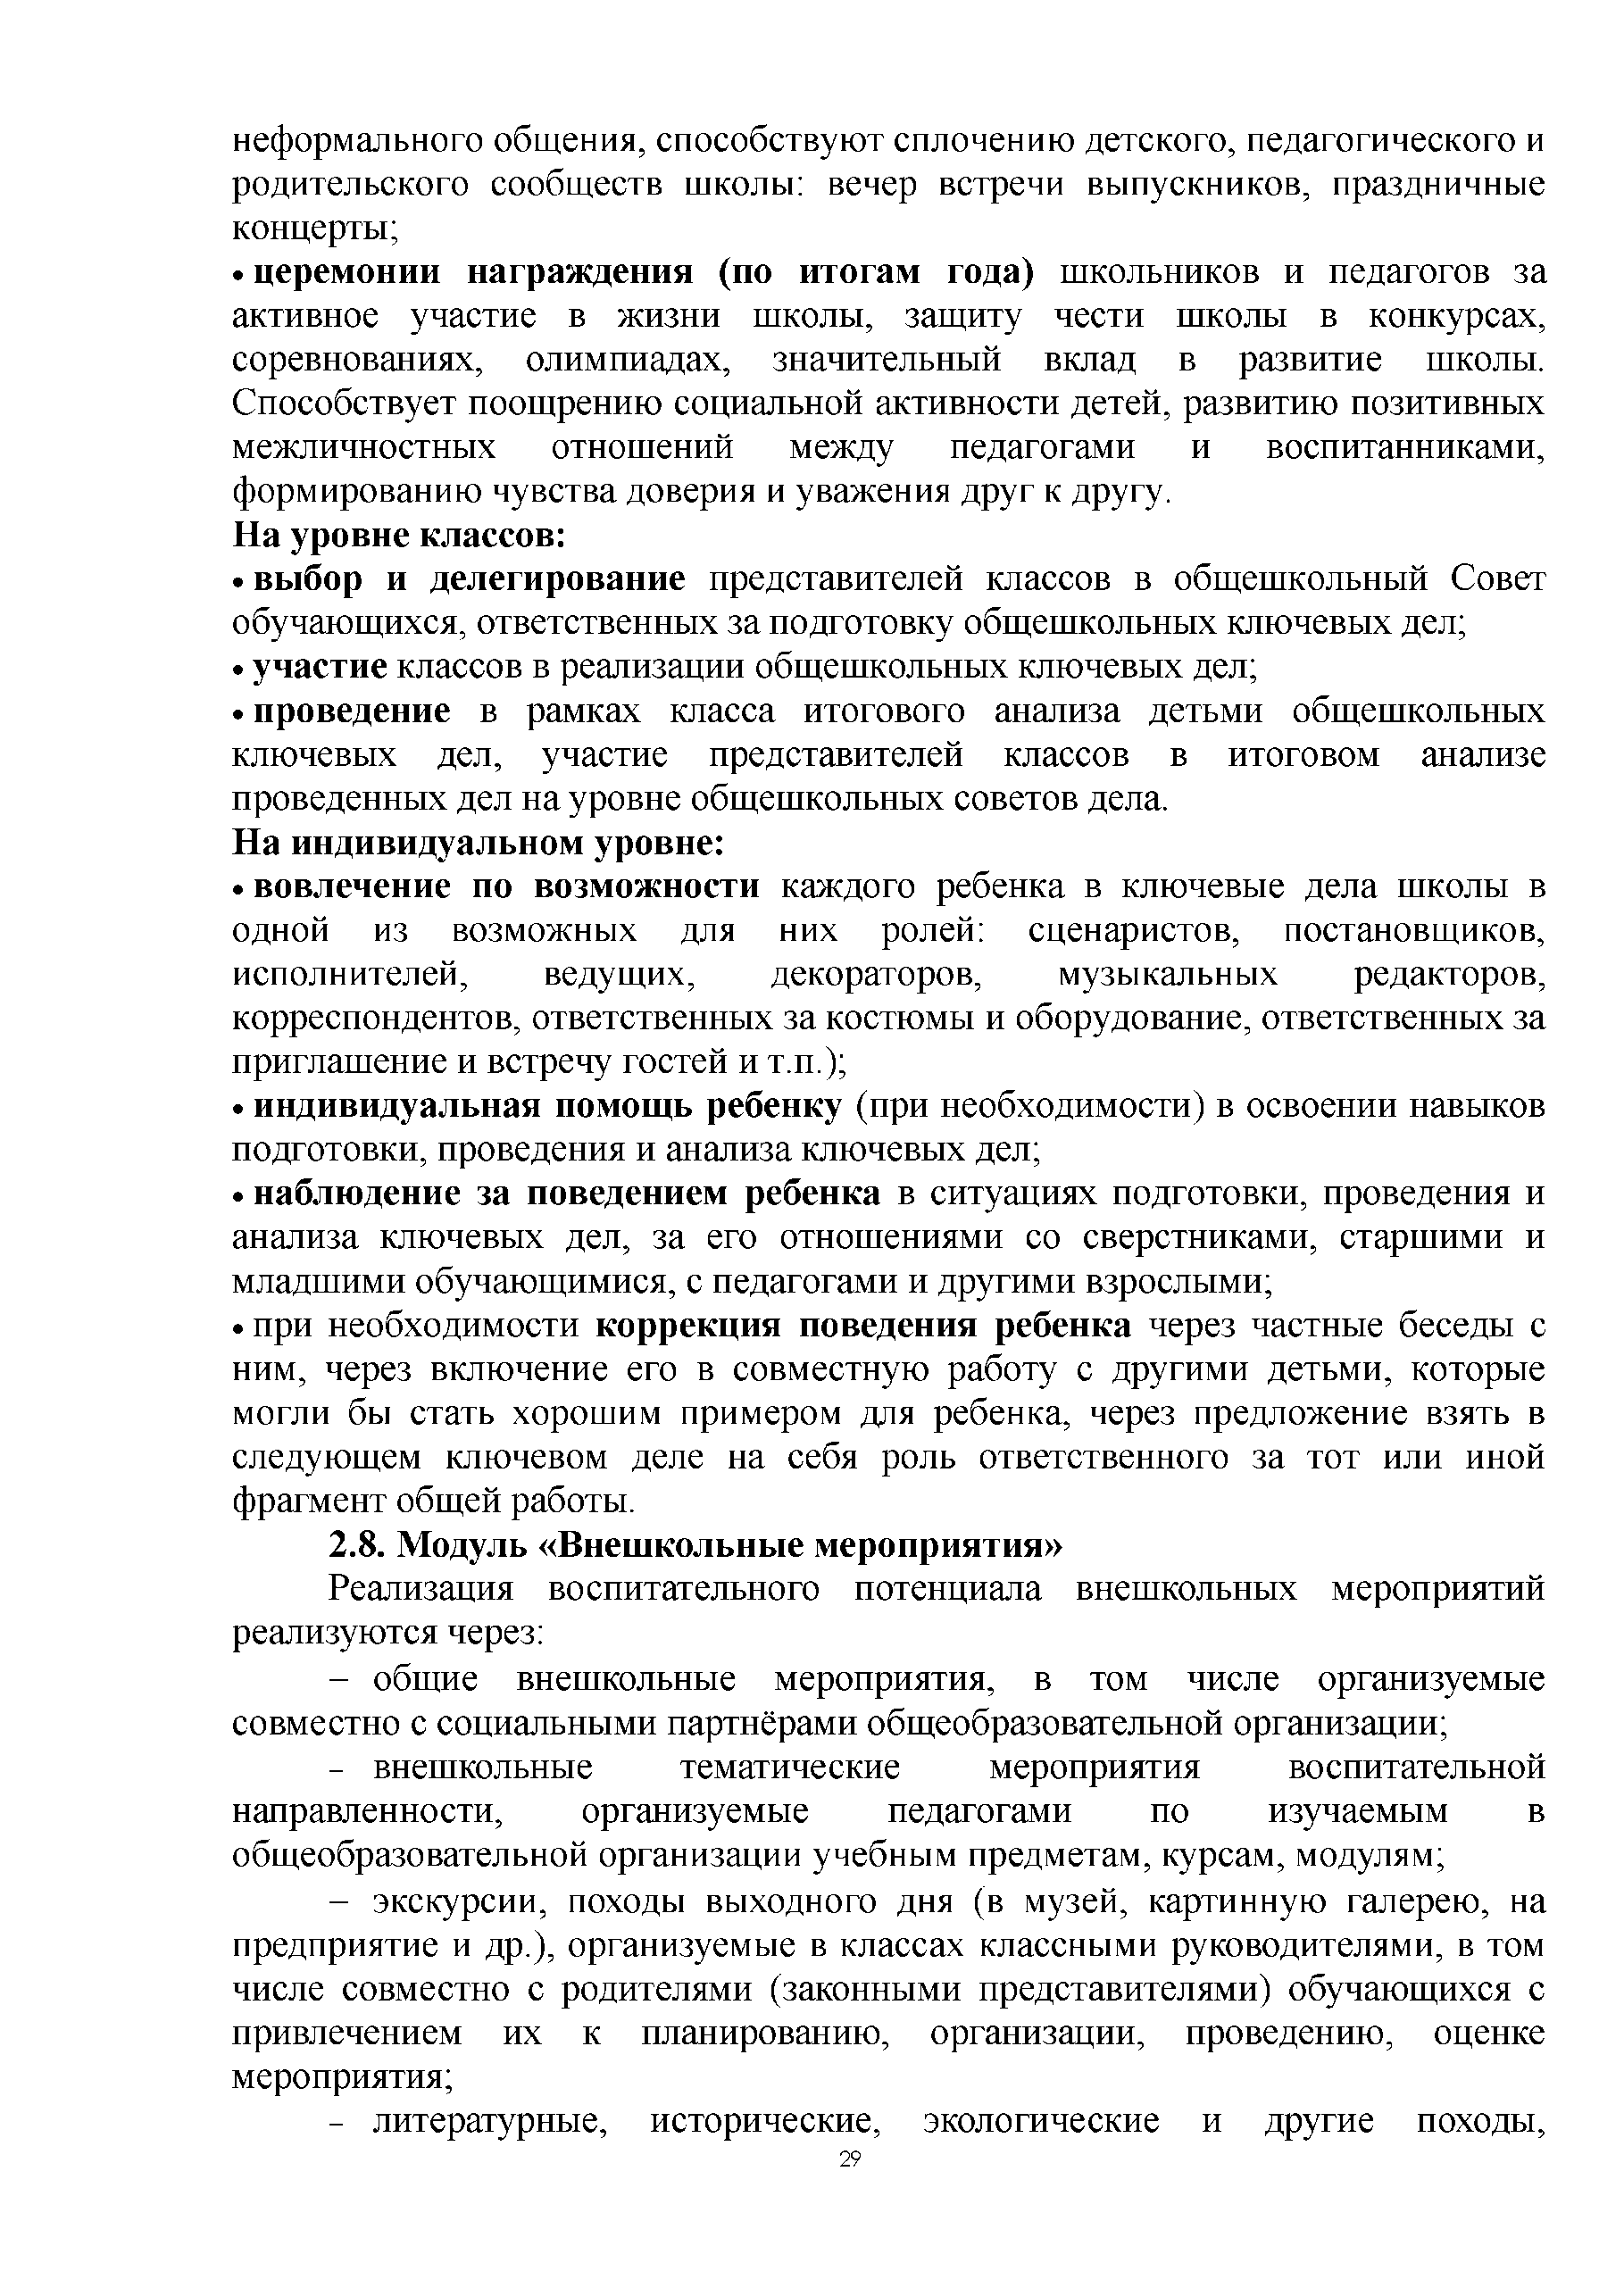 неформального общения, способствуют сплочению детского, педагогического и
родительского сообществ школы: вечер встречи выпускников, праздничные
концерты;
• церемонии награждения (по итогам года) школьников и педагогов за
активное участие в жизни школы, защиту чести школы в конкурсах,
соревнованиях, олимпиадах, значительный вклад в развитие школы.
Способствует поощрению социальной активности детей, развитию позитивных
межличностных отношений между педагогами и воспитанниками,
формированию чувства доверия и уважения друг к другу.
На уровне классов:
• выбор и делегирование представителей классов в общешкольный Совет
обучающихся, ответственных за подготовку общешкольных ключевых дел;
• участие классов в реализации общешкольных ключевых дел;
• проведение в рамках класса итогового анализа детьми общешкольных
ключевых дел, участие представителей классов в итоговом анализе
проведенных дел на уровне общешкольных советов дела.
На индивидуальном уровне:
• вовлечение по возможности каждого ребенка в ключевые дела школы в
одной из возможных для них ролей: сценаристов, постановщиков,
исполнителей, ведущих, декораторов, музыкальных редакторов,
корреспондентов, ответственных за костюмы и оборудование, ответственных за
приглашение и встречу гостей и т.п.);
• индивидуальная помощь ребенку (при необходимости) в освоении навыков
подготовки, проведения и анализа ключевых дел;
• наблюдение за поведением ребенка в ситуациях подготовки, проведения и
анализа ключевых дел, за его отношениями со сверстниками, старшими и
младшими обучающимися, с педагогами и другими взрослыми;
• при необходимости коррекция поведения ребенка через частные беседы с
ним, через включение его в совместную работу с другими детьми, которые
могли бы стать хорошим примером для ребенка, через предложение взять в
следующем ключевом деле на себя роль ответственного за тот или иной
фрагмент общей работы.
2.8. Модуль «Внешкольные мероприятия»
Реализация воспитательного потенциала внешкольных мероприятий
реализуются через:
– общие внешкольные мероприятия, в том числе организуемые
совместно с социальными партнёрами общеобразовательной организации;
– внешкольные тематические мероприятия воспитательной
направленности, организуемые педагогами по изучаемым в
общеобразовательной организации учебным предметам, курсам, модулям;
– экскурсии, походы выходного дня (в музей, картинную галерею, на
предприятие и др.), организуемые в классах классными руководителями, в том
числе совместно с родителями (законными представителями) обучающихся с
привлечением их к планированию, организации, проведению, оценке
мероприятия;
– литературные, исторические, экологические и другие походы,
29